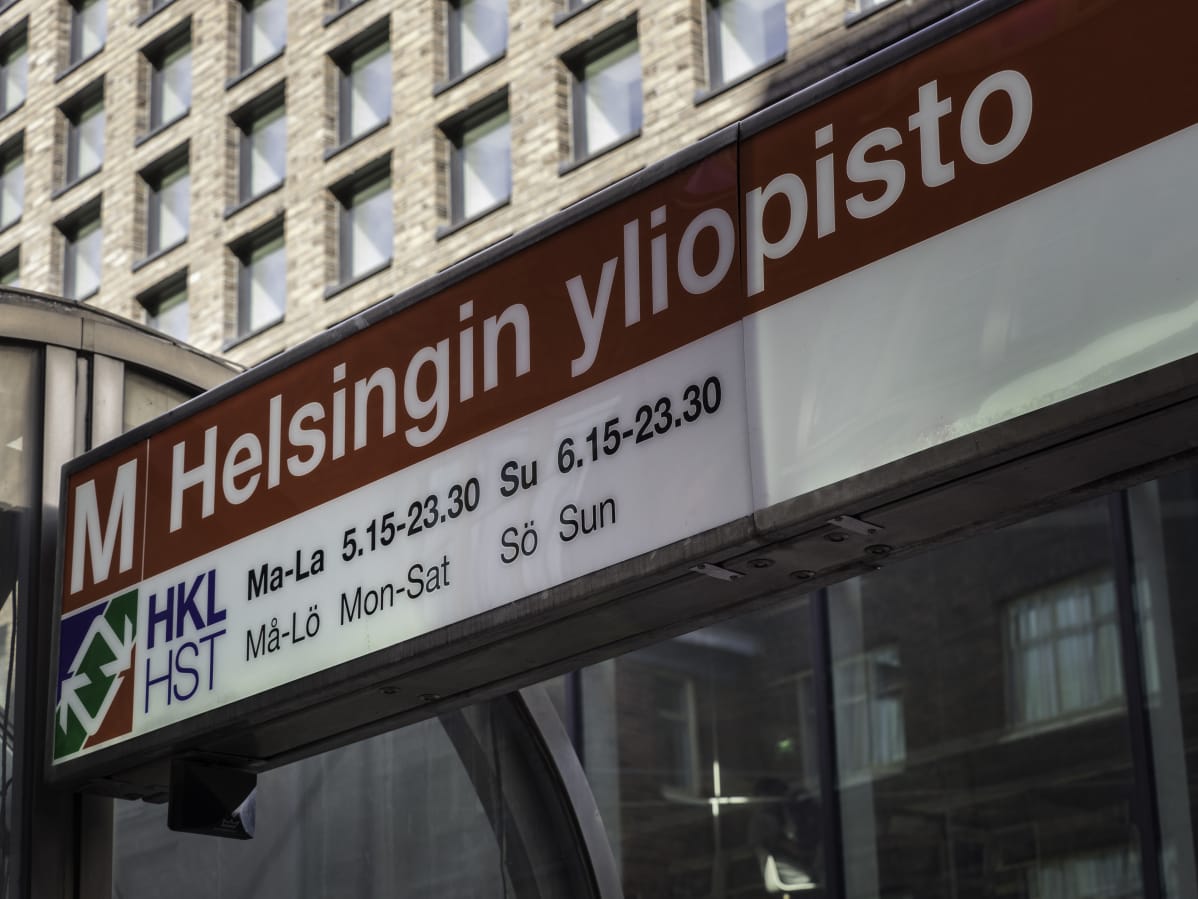 M Helsingin yliopisto
HKL
HST
Ma-La 5.15-23.30 Su 6.15-23.30
Må-Lö Mon-Sat Sö Sun